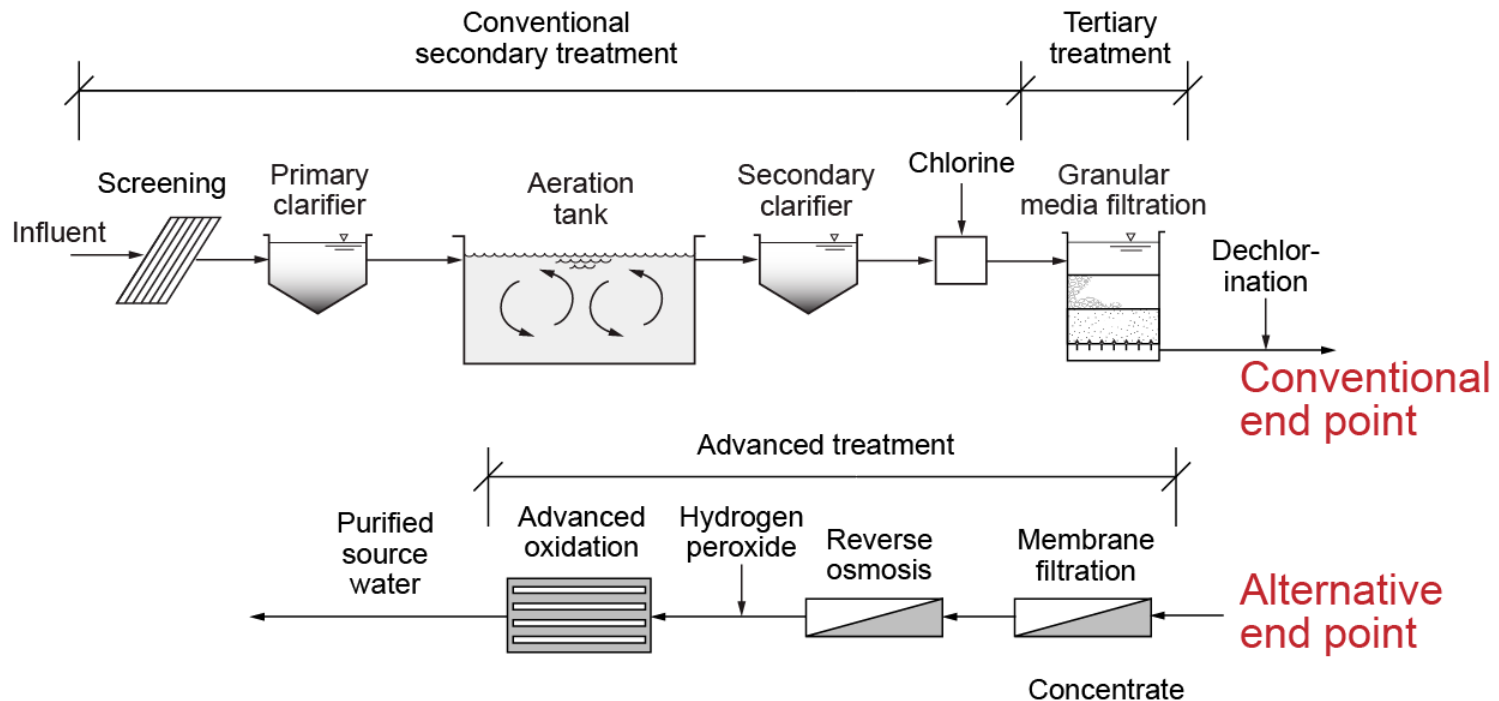 Conventional
secondary treatment
Tertiary
treatment
Screening
Primary
clarifier
Aeration
tank
Secondary
clarifier
Chlorine
Granular
media filtration
Influent
Dechlor-
ination
Conventional
end point
Advanced treatment
Purified
source
water
Advanced
oxidation
Hydrogen
peroxide
Reverse
osmosis
Membrane
filtration
Alternative
end point
Concentrate